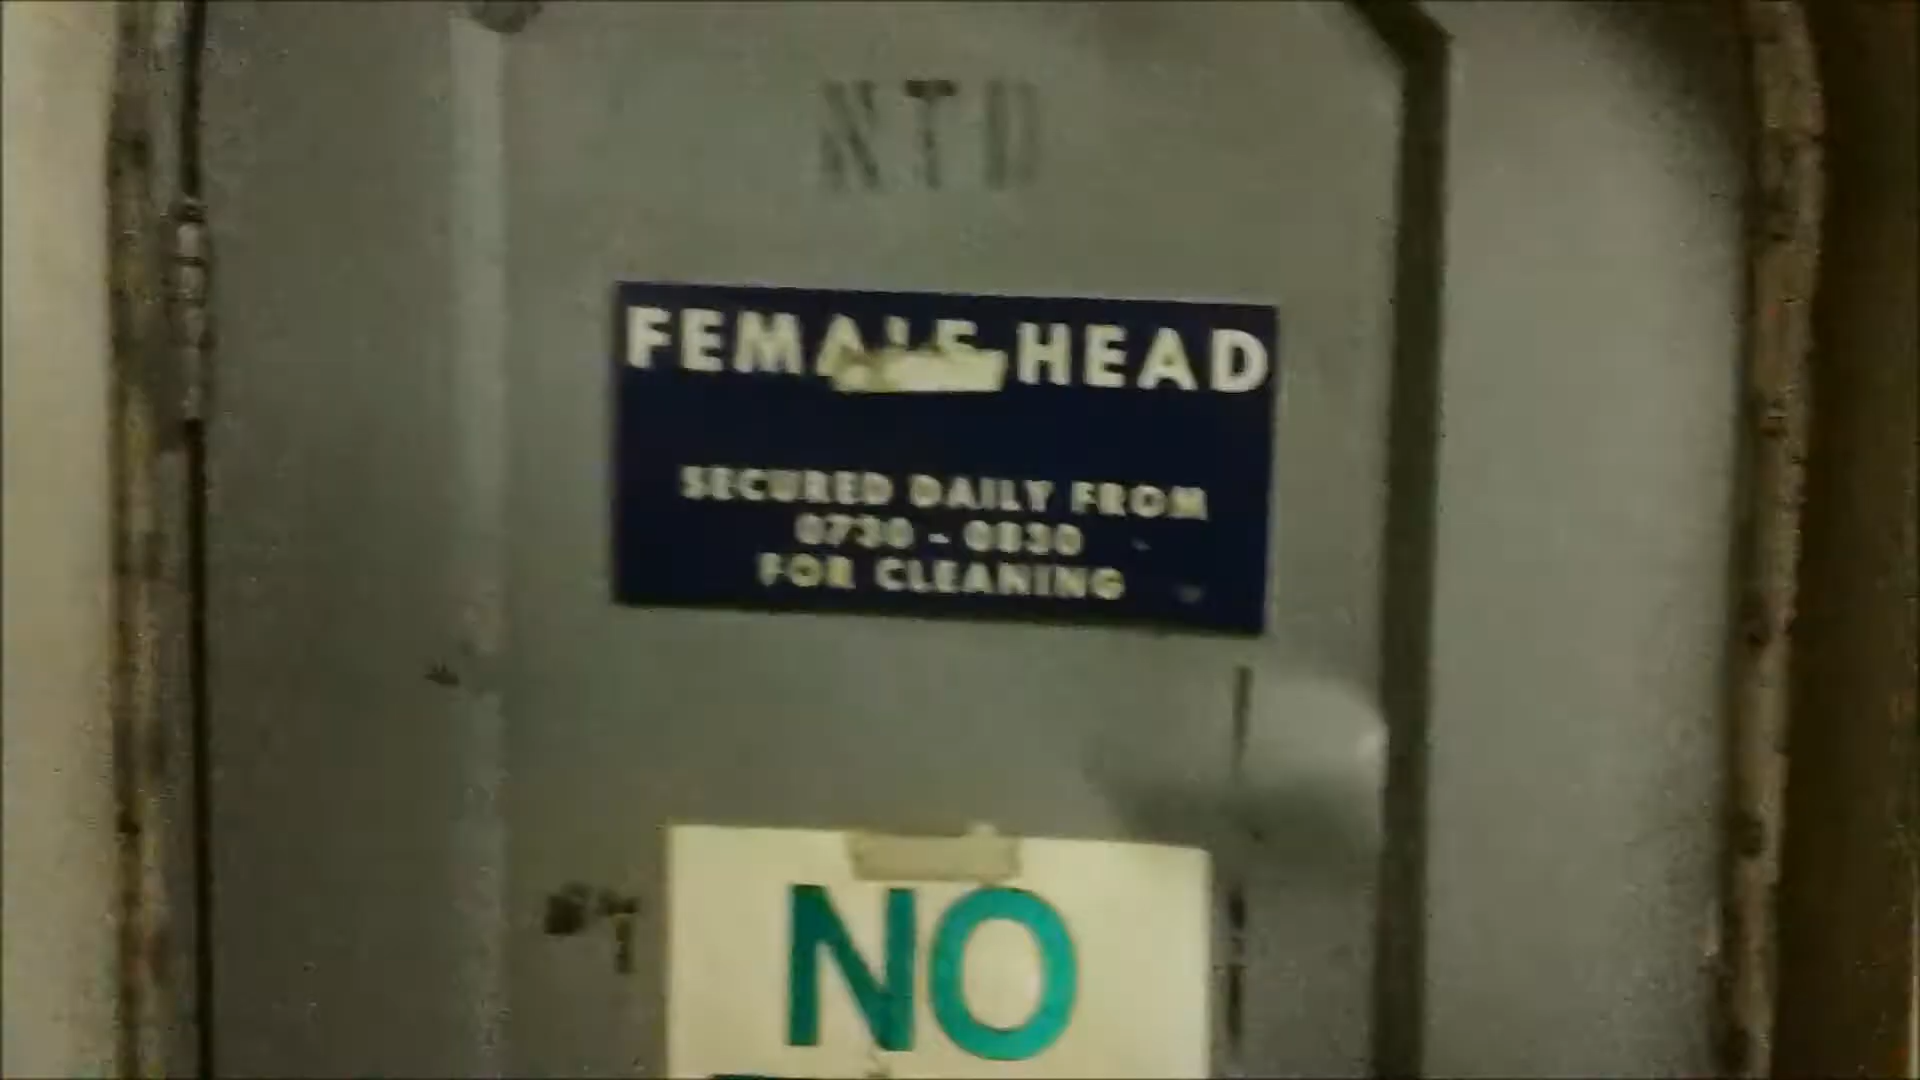 NTD
FEMALE HEAD
SECURED DAILY FROM
0730 - 0830
FOR CLEANING
NO